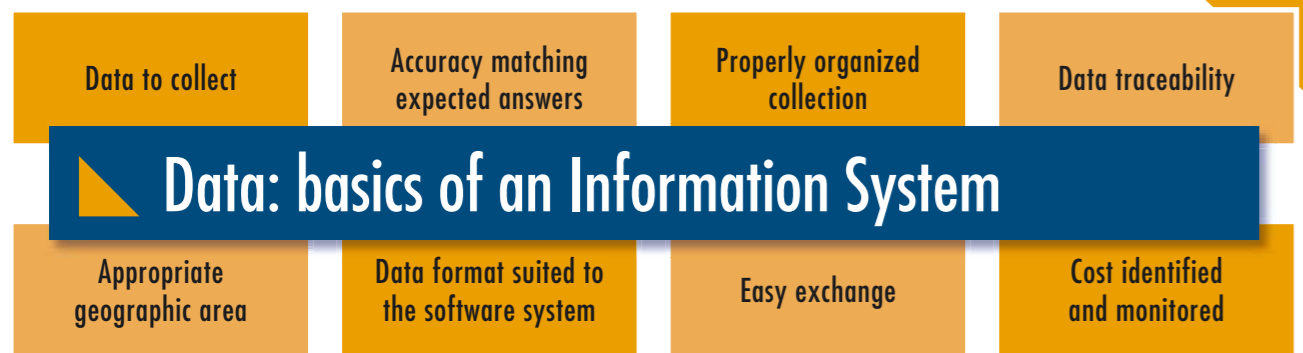 Data to collect
Accuracy matching
expected answers
Properly organized
collection
Data traceability
Data: basics of an Information System
Appropriate
geographic area
Data format suited to
the software system
Easy exchange
Cost identified
and monitored